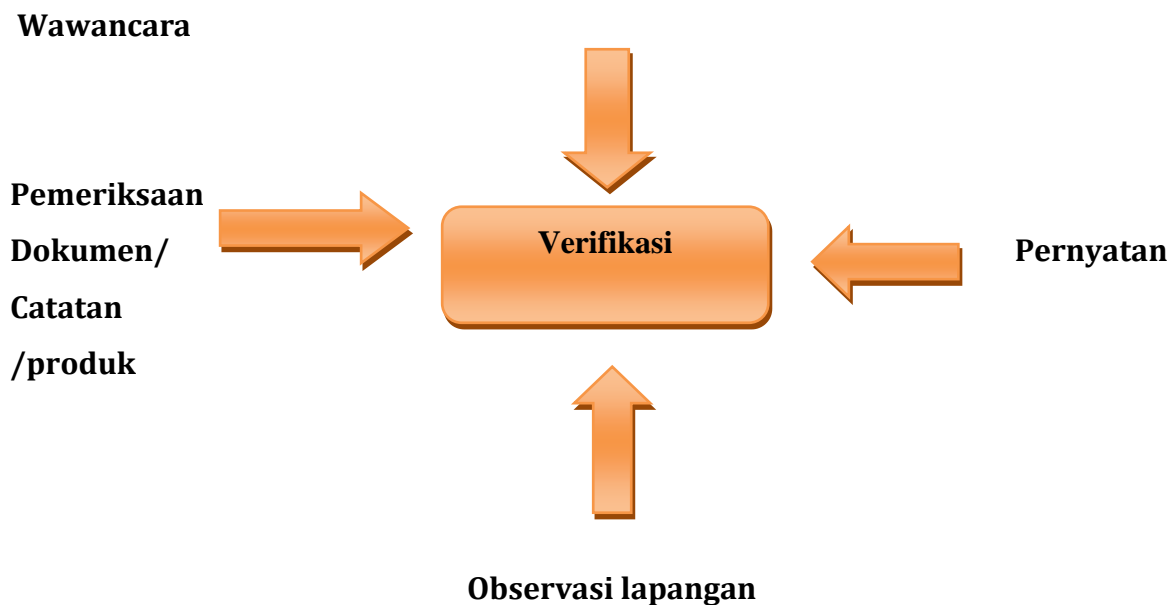 Wawancara
Pemeriksaan
Dokumen/
Catatan
/produk
Verifikasi
Pernyatan
Observasi lapangan